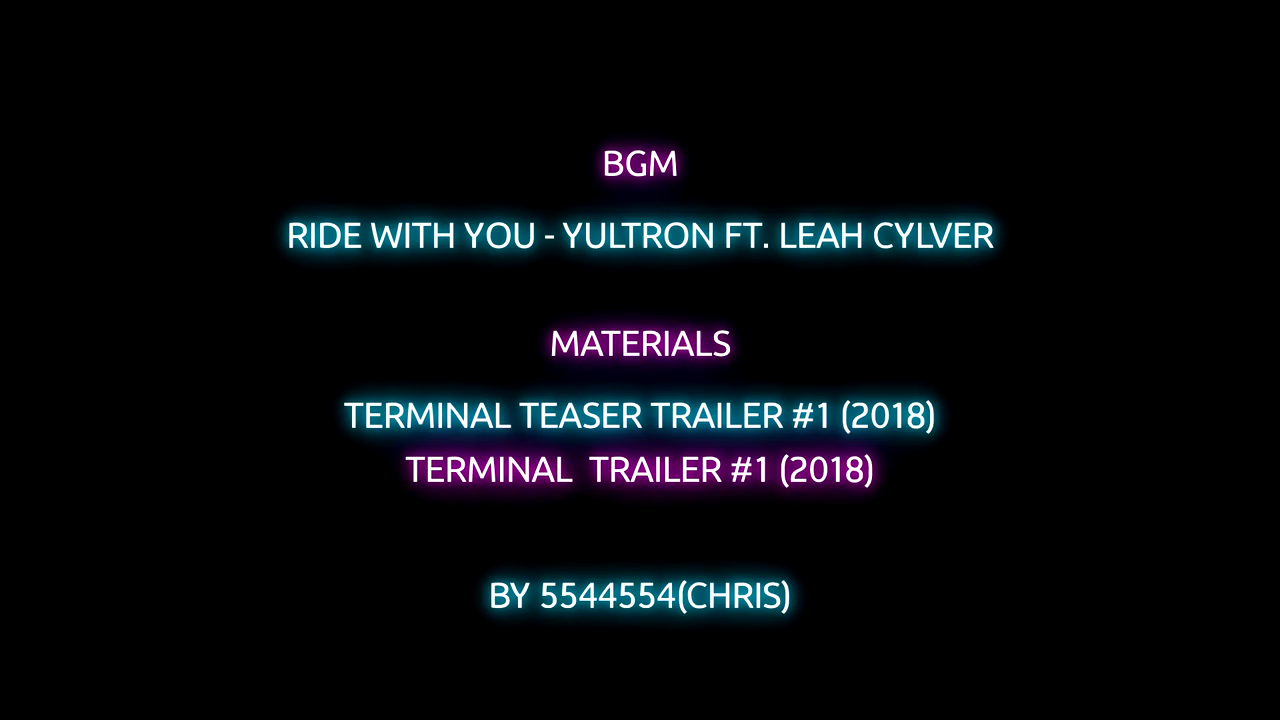 BGM
RIDE WITH YOU - YULTRON FT. LEAH CYLVER
MATERIALS
TERMINAL TEASER TRAILER #1 (2018)
TERMINAL  TRAILER #1 (2018)
BY 5544554(CHRIS)